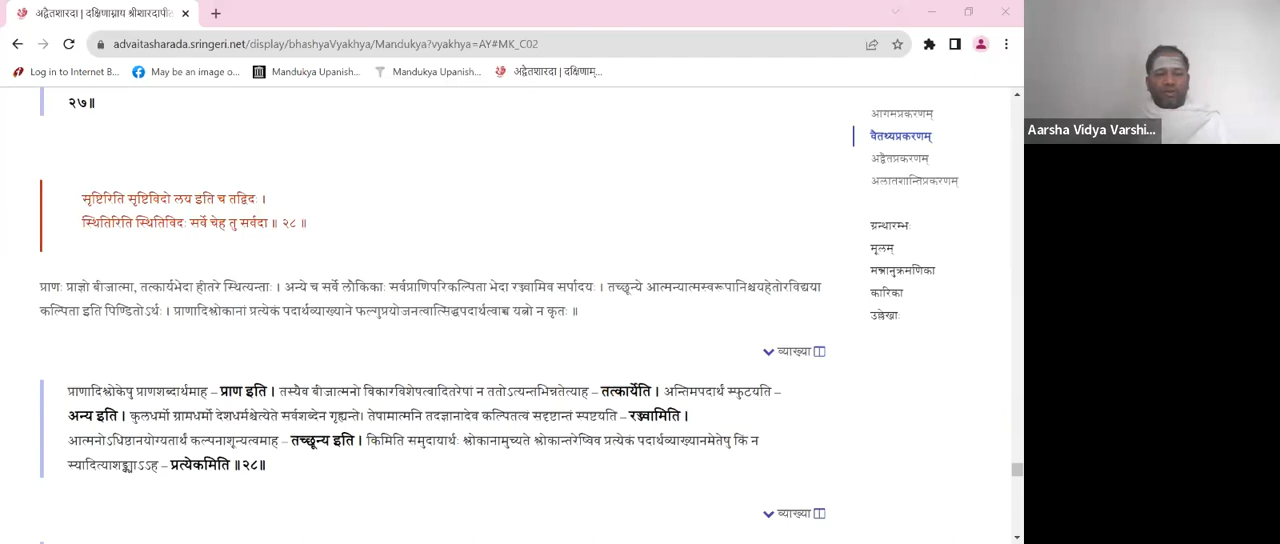 अद्वैतशारदा | दक्षिणाम्नाय श्रीशारदापीठ
advaitasharada.sringeri.net/display/bhashyaVyakhya/Mandukya?vyakhya=AY#MK_C02
Log in to Internet B... May be an image o... Mandukya Upanish... Mandukya Upanish... अद्वैतशारदा | दक्षिणाम्...
२७॥
सृष्टिरिति सृष्टिविदो लय इति च तद्विदः ।
स्थितिरिति स्थितिविदः सर्वे चेह तु सर्वदा ॥ २८ ॥
प्राणः प्राज्ञो बीजात्मा, तत्कार्यभेदा हीतरे स्थित्यन्ताः । अन्ये च सर्वे लौकिकाः सर्वप्राणिपरिकल्पिता भेदा रज्ज्वामिव सर्पादयः । तच्छून्ये आत्मन्यात्मस्वरूपानिश्चयहेतोरविद्यया
कल्पिता इति पिण्डितोऽर्थः । प्राणादिश्लोकानां प्रत्येकं पदार्थव्याख्याने फल्गुप्रयोजनत्वात्सिद्धपदार्थत्वाच्च यत्नो न कृतः ॥
व्याख्या
प्राणादिश्लोकेषु प्राणशब्दार्थमाह – प्राण इति । तस्यैव बीजात्मनो विकारविशेषत्वादितरेषां न ततोऽत्यन्तभिन्नतेत्याह – तत्कार्येति । अन्तिमपदार्थं स्फुटयति –
अन्य इति । कुलधर्मो ग्रामधर्मो देशधर्मश्चेत्येते सर्वशब्देन गृह्यन्ते। तेषामात्मनि तदज्ञानादेव कल्पितत्वं सदृष्टान्तं स्पष्टयति – रज्ज्वामिति ।
आत्मनोऽधिष्ठानयोग्यतार्थं कल्पनाशून्यत्वमाह – तच्छून्य इति । किमिति समुदायार्थः श्लोकानामुच्यते श्लोकान्तरेष्विव प्रत्येकं पदार्थव्याख्यानमेतेषु किं न
स्यादित्याशङ्क्याऽऽह – प्रत्येकमिति ॥२८॥
व्याख्या
आगमप्रकरणम्
वैतथ्यप्रकरणम्
अद्वैतप्रकरणम्
अलातशान्तिप्रकरणम्
ग्रन्थारम्भः
मूलम्
मन्त्रानुक्रमणिका
कारिका
उल्लेखाः
Aarsha Vidya Varshi...